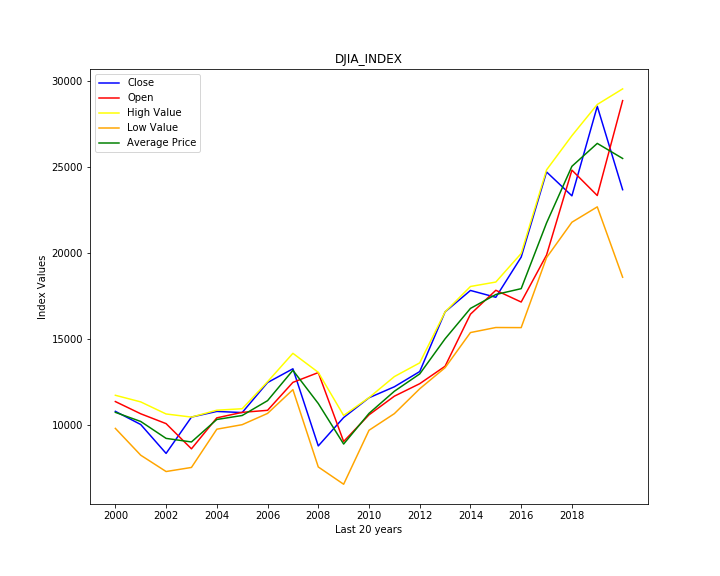 DJIA_INDEX
30000
25000
20000
15000
10000
Index Values
Close
Open
High Value
Low Value
Average Price
2000 2002 2004 2006 2008 2010 2012 2014 2016 2018
Last 20 years